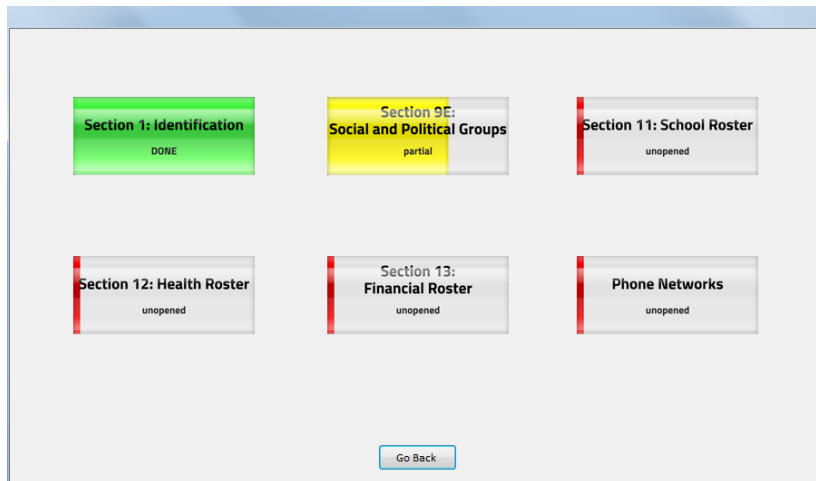 Section 1: Identification
DONE
Section 9E:
Social and Political Groups
partial
Section 11: School Roster
unopened
Section 12: Health Roster
unopened
Section 13:
Financial Roster
unopened
Phone Networks
unopened
Go Back